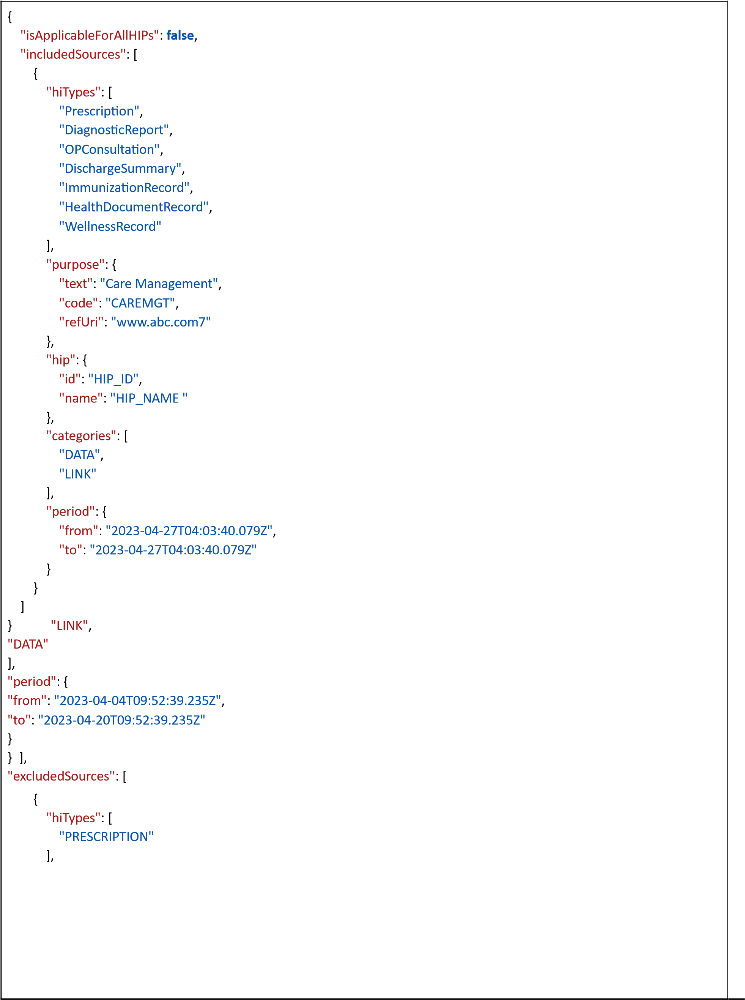 {
"isApplicableForAllHIPs": false,
"includedSources": [
{
"hiTypes": [
"Prescription",
"DiagnosticReport",
"OPConsultation",
"DischargeSummary",
"ImmunizationRecord",
"HealthDocumentRecord",
"WellnessRecord"
],
"purpose": {
"text": "Care Management",
"code": "CAREMGT",
"refUri": "www.abc.com7"
},
"hip": {
"id": "HIP_ID",
"name": "HIP_NAME "
},
"categories": [
"DATA",
"LINK"
],
"period": {
"from": "2023-04-27T04:03:40.079Z",
"to": "2023-04-27T04:03:40.079Z"
}
}
]
} "LINK",
"DATA"
],
"period": {
"from": "2023-04-04T09:52:39.235Z",
"to": "2023-04-20T09:52:39.235Z"
}
} ],
"excludedSources": [
{
"hiTypes": [
"PRESCRIPTION"
],